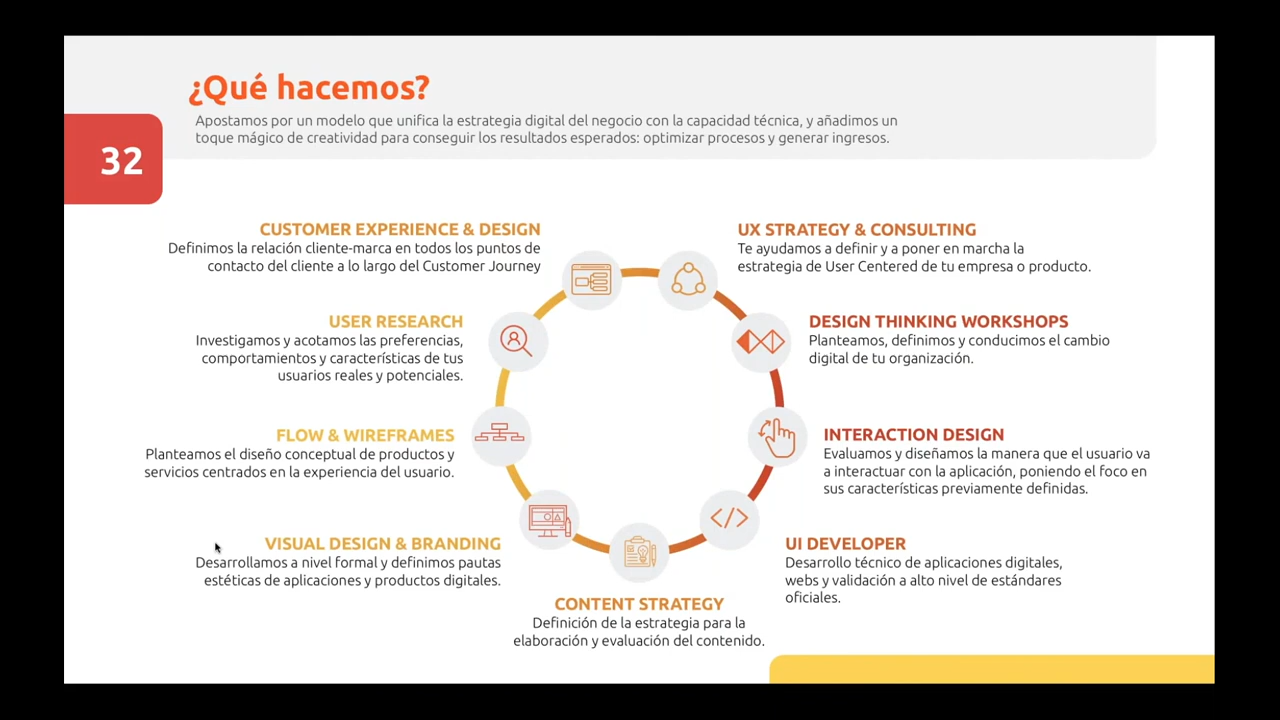 ¿Qué hacemos?
Apostamos por un modelo que unifica la estrategia digital del negocio con la capacidad técnica, y añadimos un
toque mágico de creatividad para conseguir los resultados esperados: optimizar procesos y generar ingresos.
32
CUSTOMER EXPERIENCE & DESIGN
Definimos la relación cliente-marca en todos los puntos de
contacto del cliente a lo largo del Customer Journey
UX STRATEGY & CONSULTING
Te ayudamos a definir y a poner en marcha la
estrategia de User Centered de tu empresa o producto.
USER RESEARCH
Investigamos y acotamos las preferencias,
comportamientos y características de tus
usuarios reales y potenciales.
DESIGN THINKING WORKSHOPS
Planteamos, definimos y conducimos el cambio
digital de tu organización.
FLOW & WIREFRAMES
Planteamos el diseño conceptual de productos y
servicios centrados en la experiencia del usuario.
INTERACTION DESIGN
Evaluamos y diseñamos la manera que el usuario va
a interactuar con la aplicación, poniendo el foco en
sus características previamente definidas.
VISUAL DESIGN & BRANDING
Desarrollamos a nivel formal y definimos pautas
estéticas de aplicaciones y productos digitales.
UI DEVELOPER
Desarrollo técnico de aplicaciones digitales,
webs y validación a alto nivel de estándares
oficiales.
CONTENT STRATEGY
Definición de la estrategia para la
elaboración y evaluación del contenido.